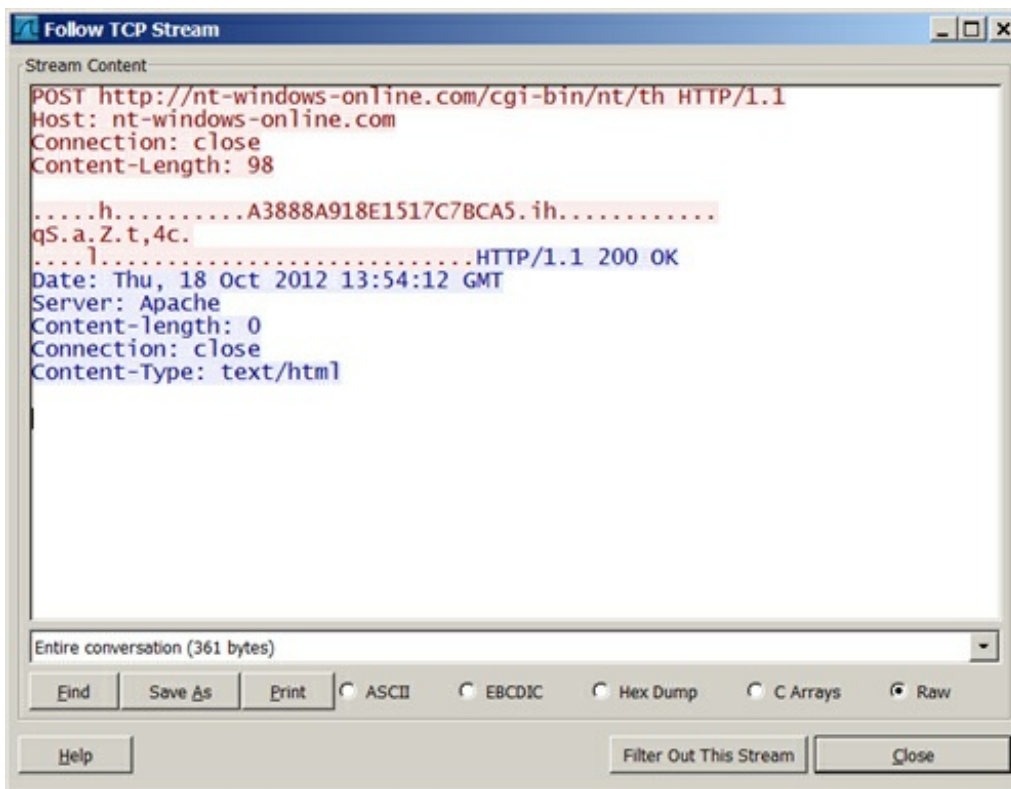 Follow TCP Stream
Stream Content
POST http://nt-windows-online.com/cgi-bin/nt/th HTTP/1.1
Host: nt-windows-online.com
Connection: close
Content-Length: 98
.....h..........A3888A918E1517C7BCA5.ih............
qS.a.Z.t,4c.
....l............................HTTP/1.1 200 OK
Date: Thu, 18 Oct 2012 13:54:12 GMT
Server: Apache
Content-length: 0
Connection: close
Content-Type: text/html
Entire conversation (361 bytes)
Find Save As Print ASCII EBCDIC Hex Dump C Arrays Raw
Help Filter Out This Stream Close